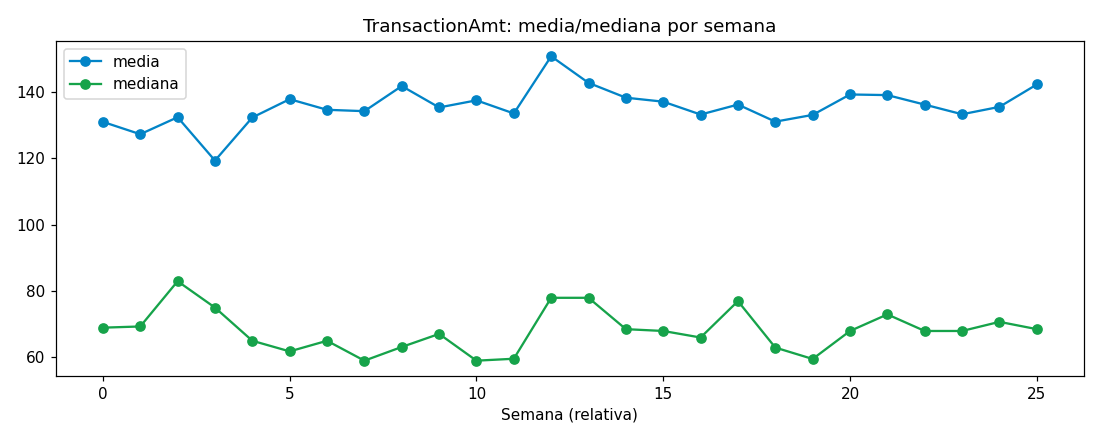 TransactionAmt: media/mediana por semana
media
mediana
140
120
100
80
60
0 5 10 15 20 25
Semana (relativa)